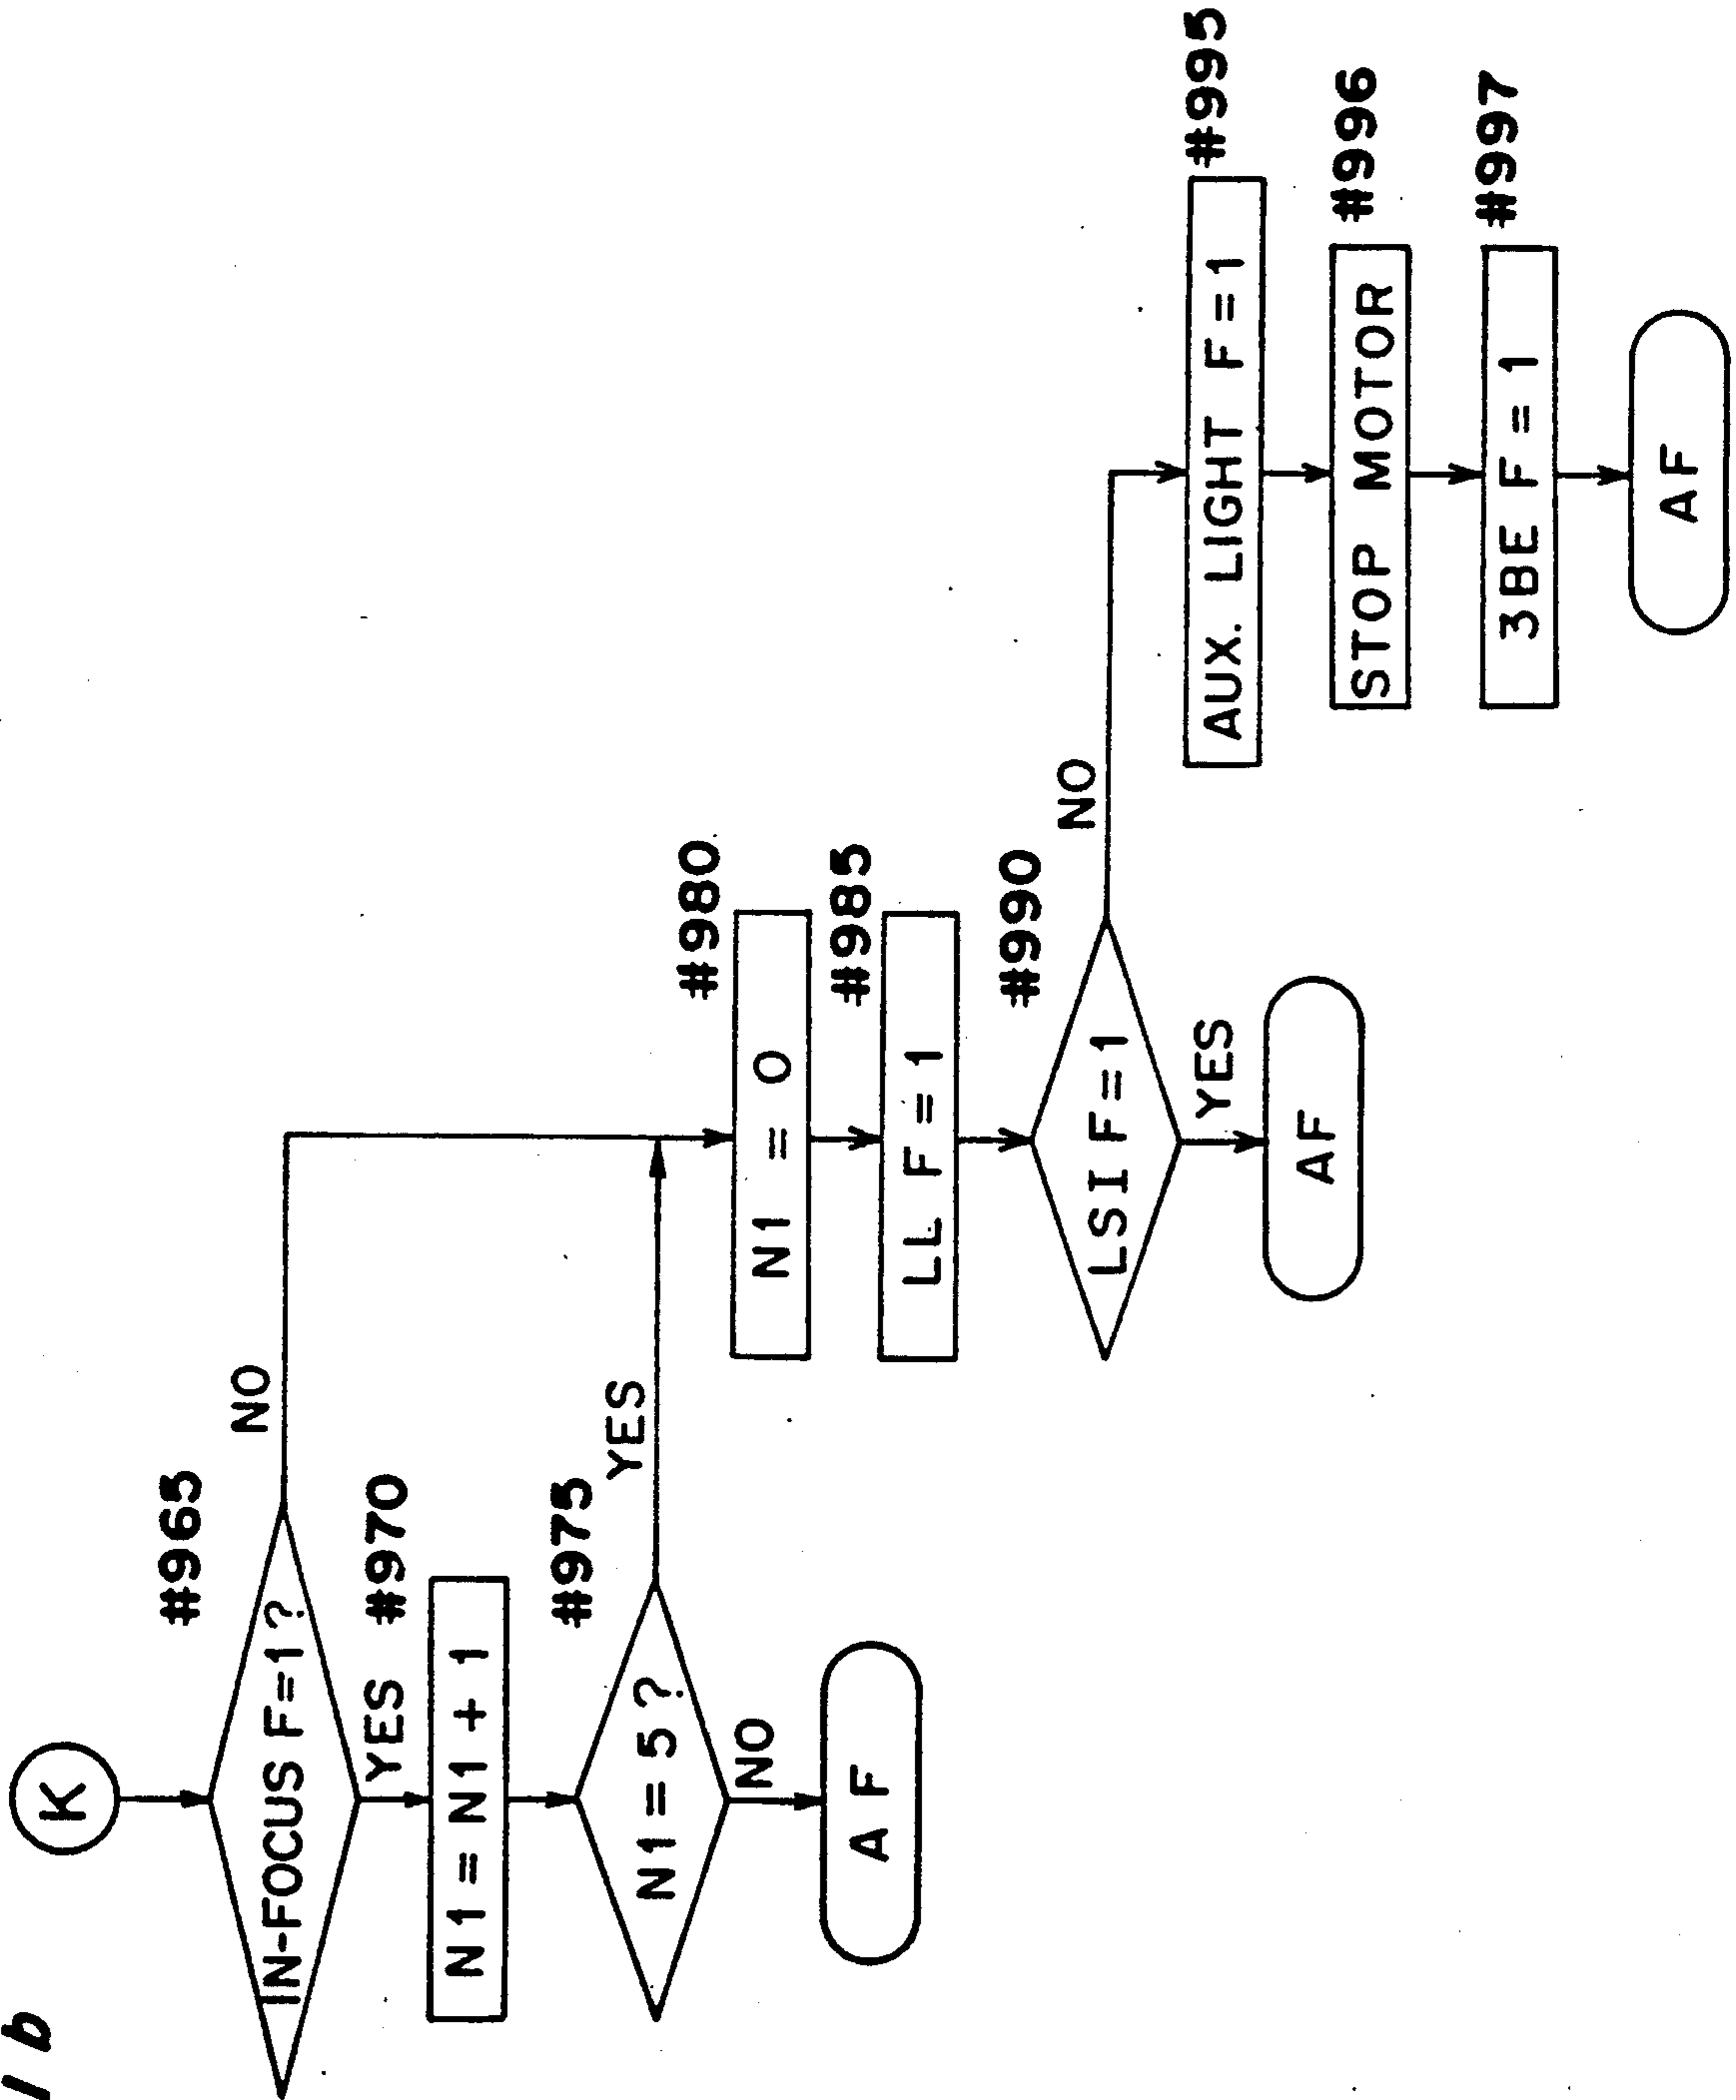 1b
K
#965
IN-FOCUS F=1?
NO
YES
#970
N1 = N1 + 1
#975
N1 = 5?
YES
NO
AF
#980
N1 = 0
#985
LL F = 1
#990
LSI F = 1
NO
YES
AF
#995
AUX. LIGHT F = 1
#996
STOP MOTOR
#997
3BE F = 1
AF